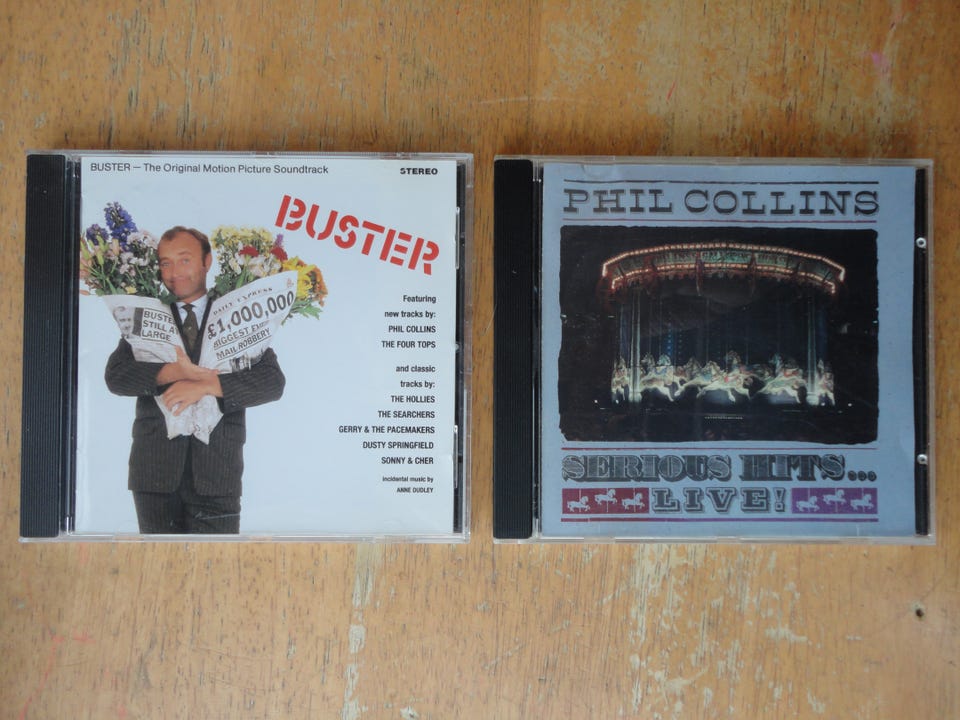 BUSTER — The Original Motion Picture Soundtrack
STEREO
BUSTER
Featuring
new tracks by:
PHIL COLLINS
THE FOUR TOPS
and classic
tracks by:
THE HOLLIES
THE SEARCHERS
GERRY & THE PACEMAKERS
DUSTY SPRINGFIELD
SONNY & CHER
incidental music by
ANNE DUDLEY
BUSTE
STILL A
LARGE
DAILY EXPRESS
£1,000,000
BIGGEST EVER
MAIL ROBBERY
PHIL COLLINS
SERIOUS HITS...
LIVE!